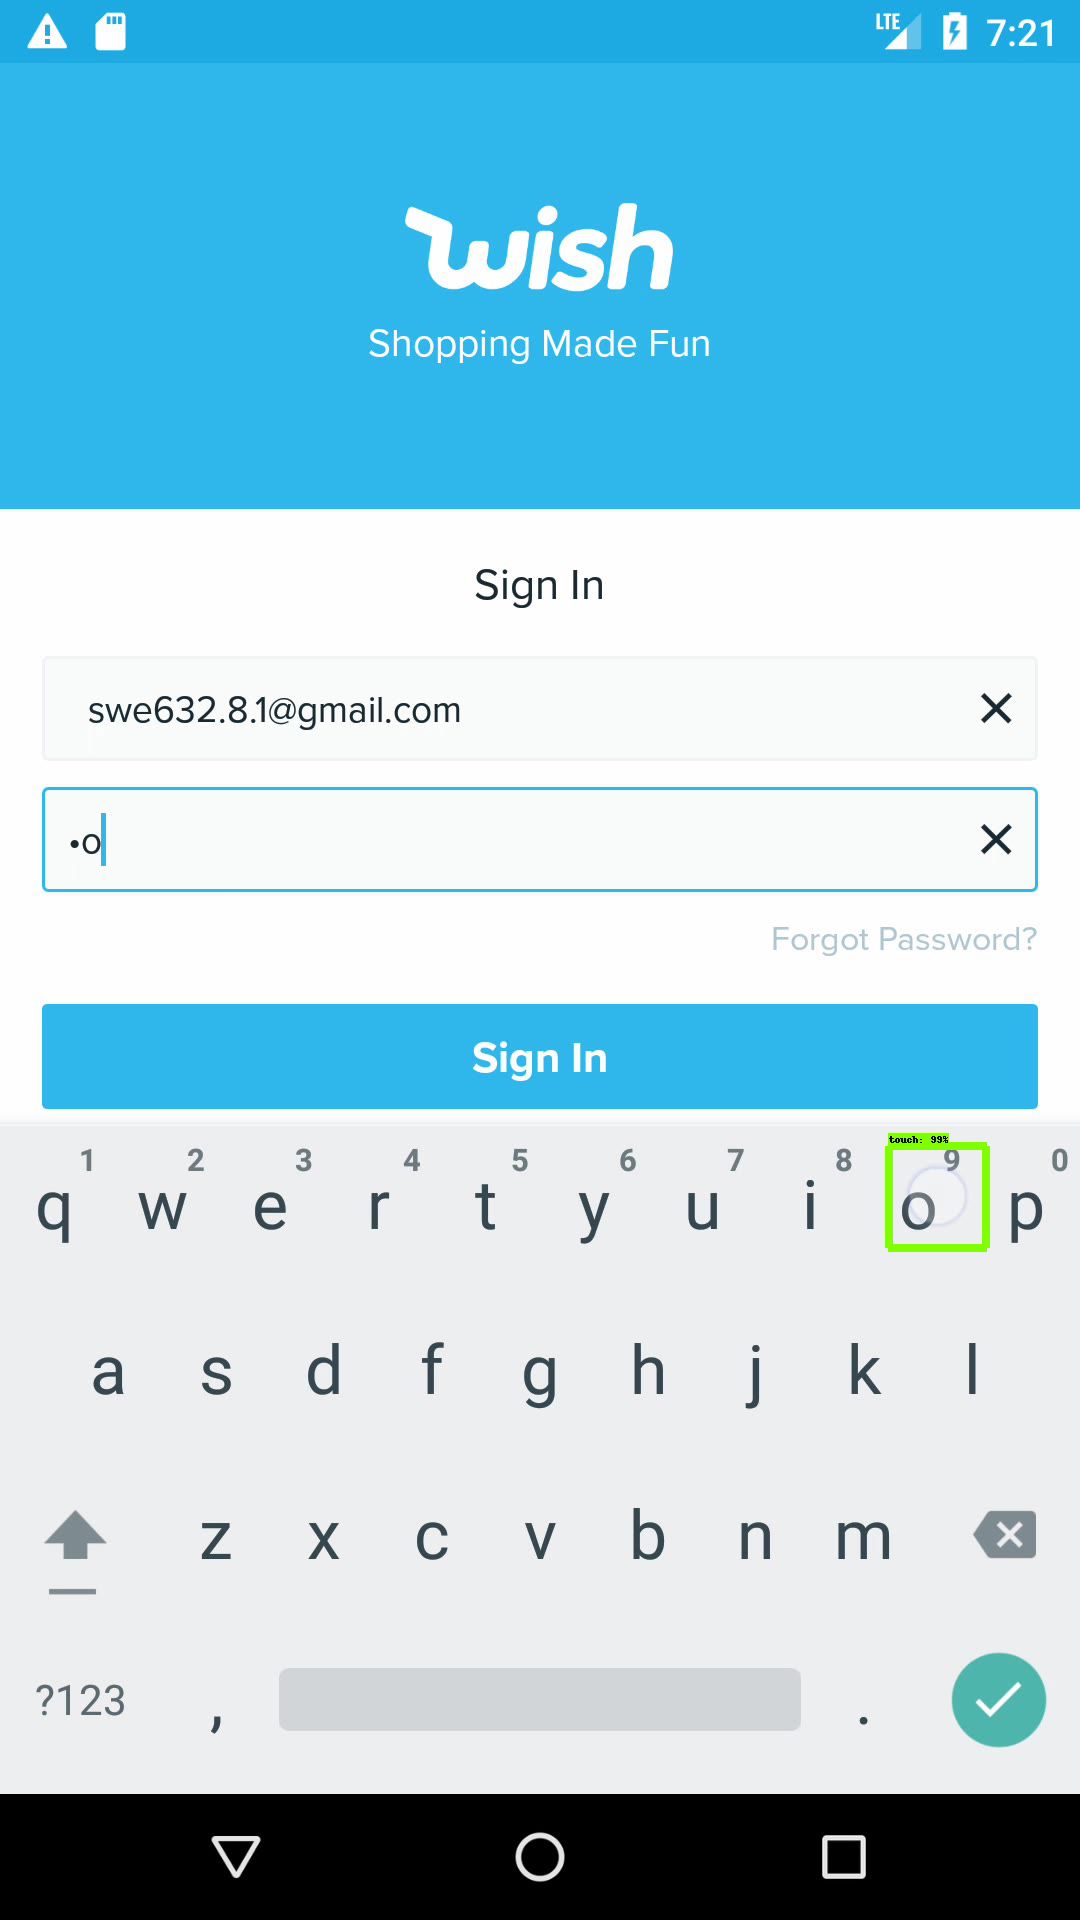 LTE 7:21
wish
Shopping Made Fun
Sign In
swe632.8.1@gmail.com
•o
Forgot Password?
Sign In
touch: 99%
1 2 3 4 5 6 7 8 9 0
q w e r t y u i o p
a s d f g h j k l
z x c v b n m
?123 , .